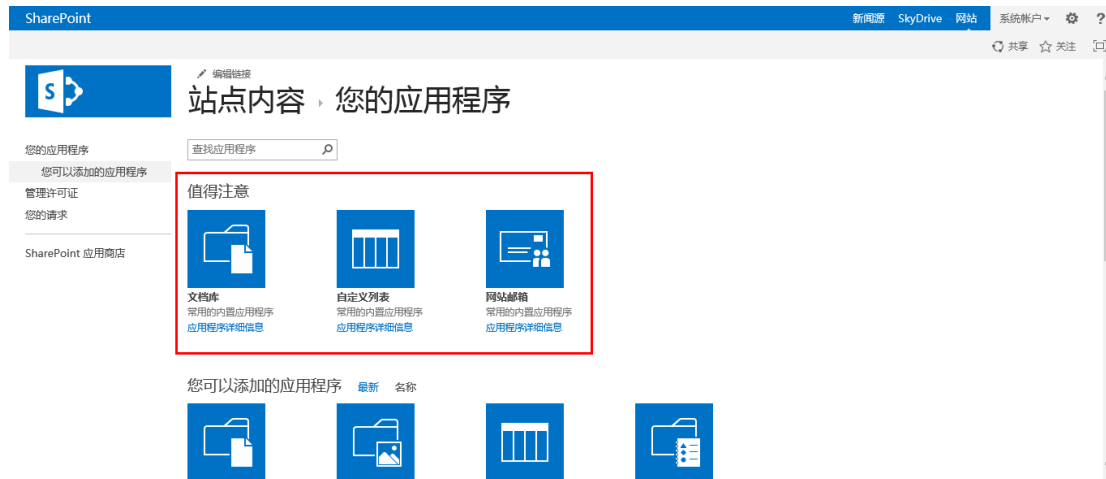 SharePoint
新闻源 SkyDrive 网站 系统帐户 ?
共享 关注
编辑链接
S
站点内容 您的应用程序
查找应用程序
您的应用程序
您可以添加的应用程序
管理许可证
您的请求
SharePoint 应用商店
值得注意
文档库 自定义列表 网站邮箱
常用的内置应用程序 常用的内置应用程序 常用的内置应用程序
应用程序详细信息 应用程序详细信息 应用程序详细信息
您可以添加的应用程序 最新 名称